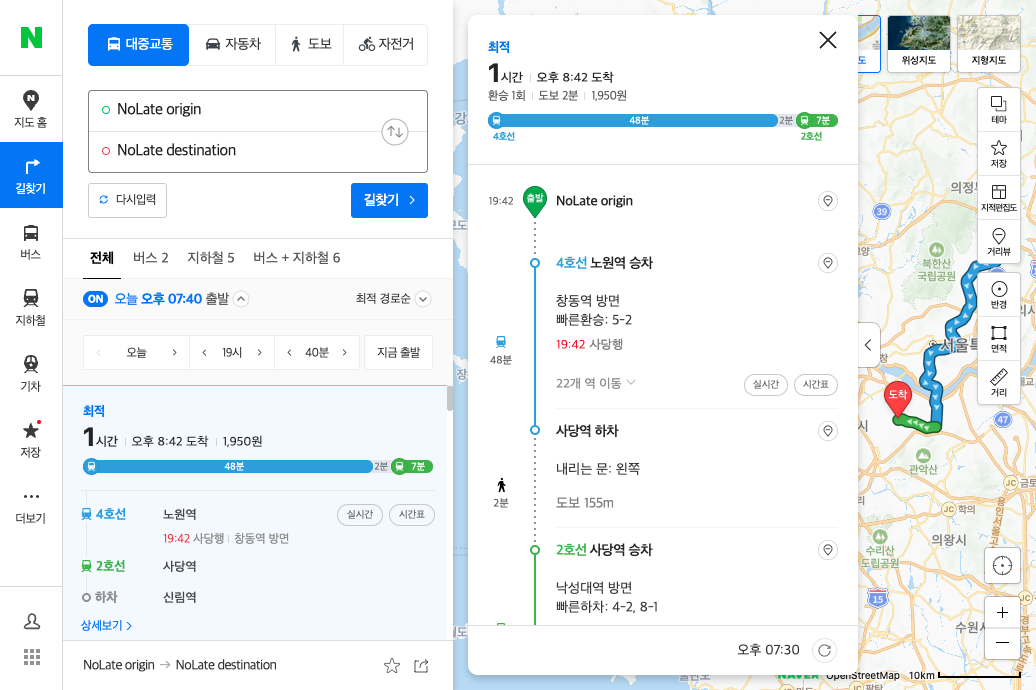 N
지도 홈
길찾기
버스
지하철
기차
저장
더보기
대중교통
자동차
도보
자전거
NoLate origin
NoLate destination
다시입력
길찾기
전체
버스 2
지하철 5
버스 + 지하철 6
ON 오늘 오후 07:40 출발
최적 경로순
오늘
19시
40분
지금 출발
최적
1시간
오후 8:42 도착
1,950원
48분
2분
7분
4호선
노원역
실시간
시간표
19:42 사당행
창동역 방면
2호선
사당역
하차
신림역
상세보기
NoLate origin → NoLate destination
최적
1시간
오후 8:42 도착
환승 1회
도보 2분
1,950원
48분
2분
7분
4호선
2호선
19:42
출발
NoLate origin
4호선 노원역 승차
창동역 방면
빠른환승: 5-2
19:42 사당행
48분
22개 역 이동
실시간
시간표
사당역 하차
내리는 문: 왼쪽
2분
도보 155m
2호선 사당역 승차
낙성대역 방면
빠른하차: 4-2, 8-1
오후 07:30
위성지도
지형지도
테마
저장
지적편집도
거리뷰
반경
면적
거리
39
북한산
국립공원
도착
47
관악산
JC
JC 학의
의왕시
수리산
도립공원
15
NAVER
OpenStreetMap
10km